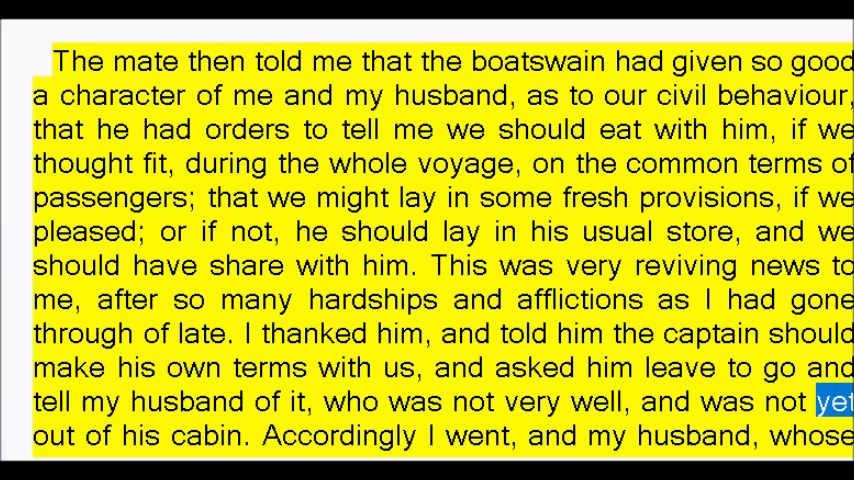 The mate then told me that the boatswain had given so good
a character of me and my husband, as to our civil behaviour,
that he had orders to tell me we should eat with him, if we
thought fit, during the whole voyage, on the common terms of
passengers; that we might lay in some fresh provisions, if we
pleased; or if not, he should lay in his usual store, and we
should have share with him. This was very reviving news to
me, after so many hardships and afflictions as I had gone
through of late. I thanked him, and told him the captain should
make his own terms with us, and asked him leave to go and
tell my husband of it, who was not very well, and was not yet
out of his cabin. Accordingly I went, and my husband, whose